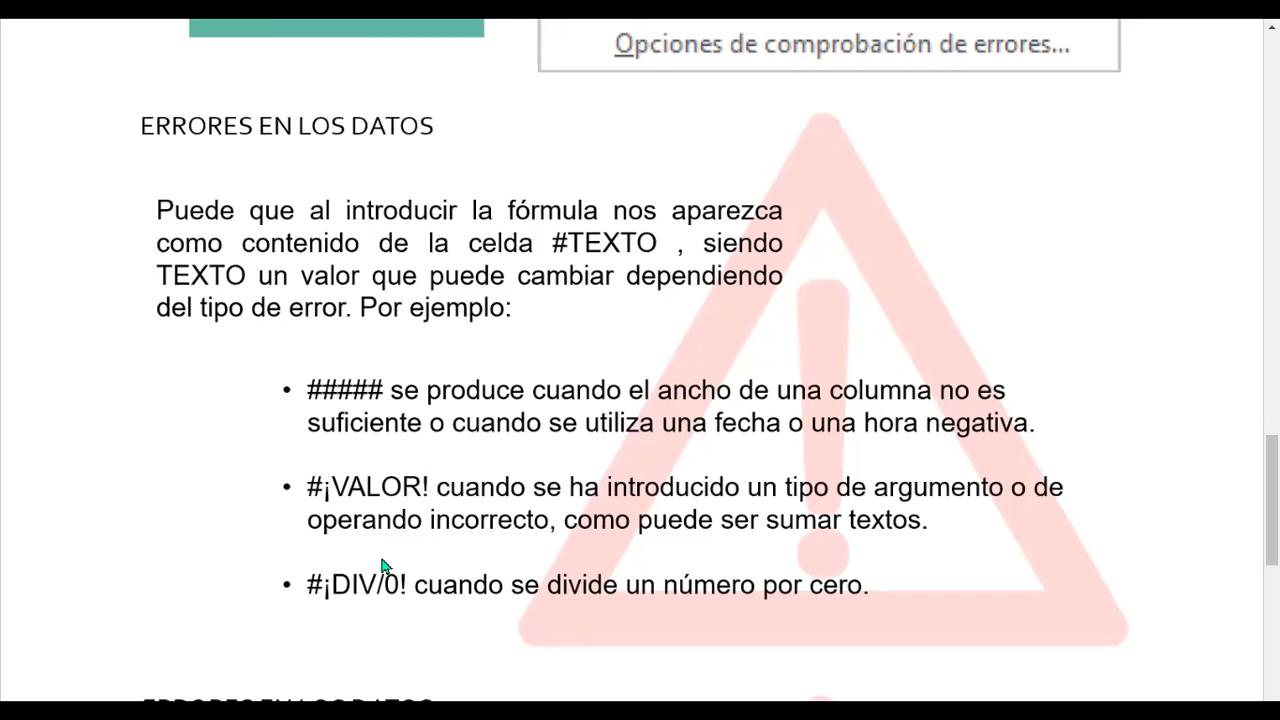 Opciones de comprobación de errores...
ERRORES EN LOS DATOS
Puede que al introducir la fórmula nos aparezca
como contenido de la celda #TEXTO , siendo
TEXTO un valor que puede cambiar dependiendo
del tipo de error. Por ejemplo:
• ##### se produce cuando el ancho de una columna no es
suficiente o cuando se utiliza una fecha o una hora negativa.
• #¡VALOR! cuando se ha introducido un tipo de argumento o de
operando incorrecto, como puede ser sumar textos.
• #¡DIV/0! cuando se divide un número por cero.